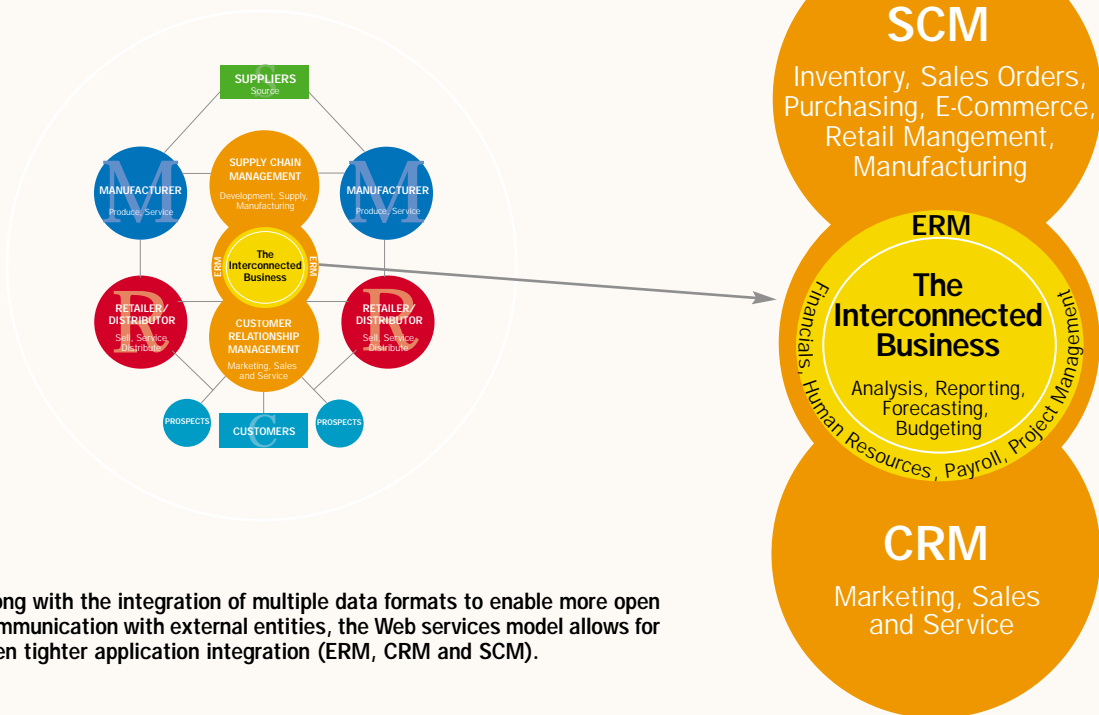 SUPPLIERS
Source
S
MANUFACTURER
Produce, Service
M
SUPPLY CHAIN
MANAGEMENT
Development, Supply,
Manufacturing
MANUFACTURER
Produce, Service
M
ERM
The
Interconnected
Business
ERM
RETAILER/
DISTRIBUTOR
Sell, Service
Distribute
R
CUSTOMER
RELATIONSHIP
MANAGEMENT
Marketing, Sales
and Service
RETAILER/
DISTRIBUTOR
Sell, Service
Distribute
R
PROSPECTS
CUSTOMERS
C
PROSPECTS
SCM
Inventory, Sales Orders,
Purchasing, E-Commerce,
Retail Mangement,
Manufacturing
ERM
The
Interconnected
Business
Analysis, Reporting,
Forecasting,
Budgeting
Financials, Human Resources, Payroll, Project Management
CRM
Marketing, Sales
and Service
ong with the integration of multiple data formats to enable more open
mmunication with external entities, the Web services model allows for
en tighter application integration (ERM, CRM and SCM).